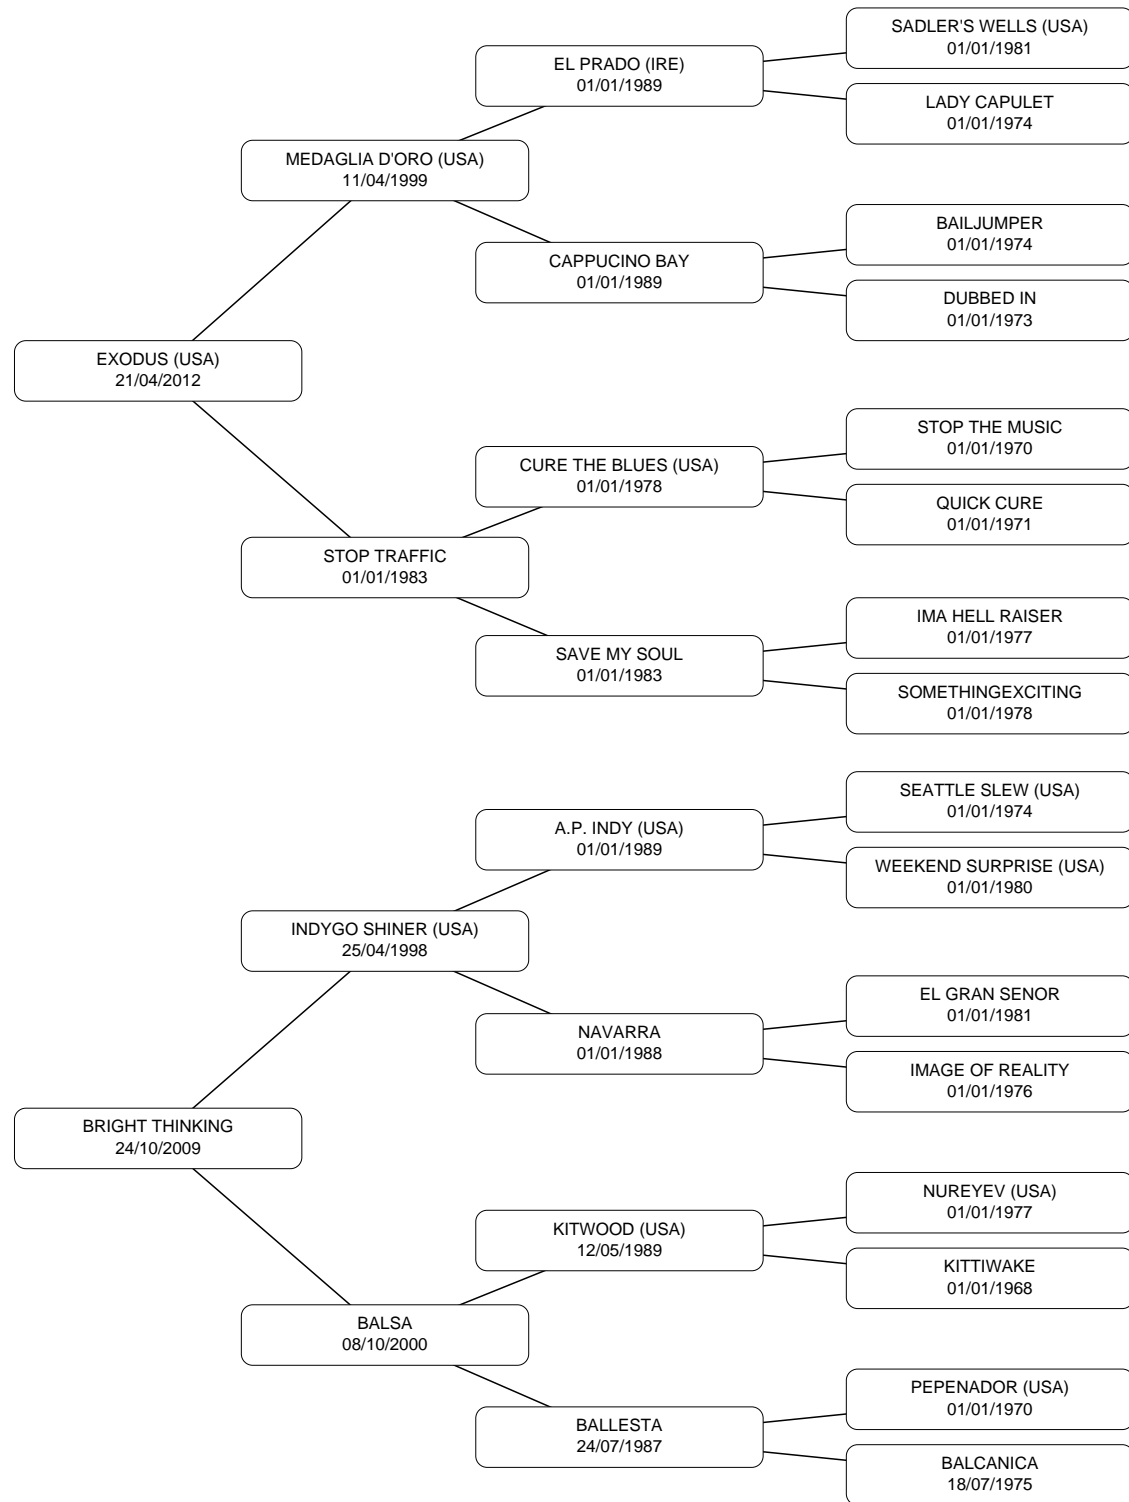 SADLER'S WELLS (USA)
01/01/1981
EL PRADO (IRE)
01/01/1989
LADY CAPULET
01/01/1974
MEDAGLIA D'ORO (USA)
11/04/1999
BAILJUMPER
01/01/1974
CAPPUCINO BAY
01/01/1989
DUBBED IN
01/01/1973
EXODUS (USA)
21/04/2012
STOP THE MUSIC
01/01/1970
CURE THE BLUES (USA)
01/01/1978
QUICK CURE
01/01/1971
STOP TRAFFIC
01/01/1983
IMA HELL RAISER
01/01/1977
SAVE MY SOUL
01/01/1983
SOMETHINGEXCITING
01/01/1978
SEATTLE SLEW (USA)
01/01/1974
A.P. INDY (USA)
01/01/1989
WEEKEND SURPRISE (USA)
01/01/1980
INDYGO SHINER (USA)
25/04/1998
EL GRAN SENOR
01/01/1981
NAVARRA
01/01/1988
IMAGE OF REALITY
01/01/1976
BRIGHT THINKING
24/10/2009
NUREYEV (USA)
01/01/1977
KITWOOD (USA)
12/05/1989
KITTIWAKE
01/01/1968
BALSA
08/10/2000
PEPENADOR (USA)
01/01/1970
BALLESTA
24/07/1987
BALCANICA
18/07/1975